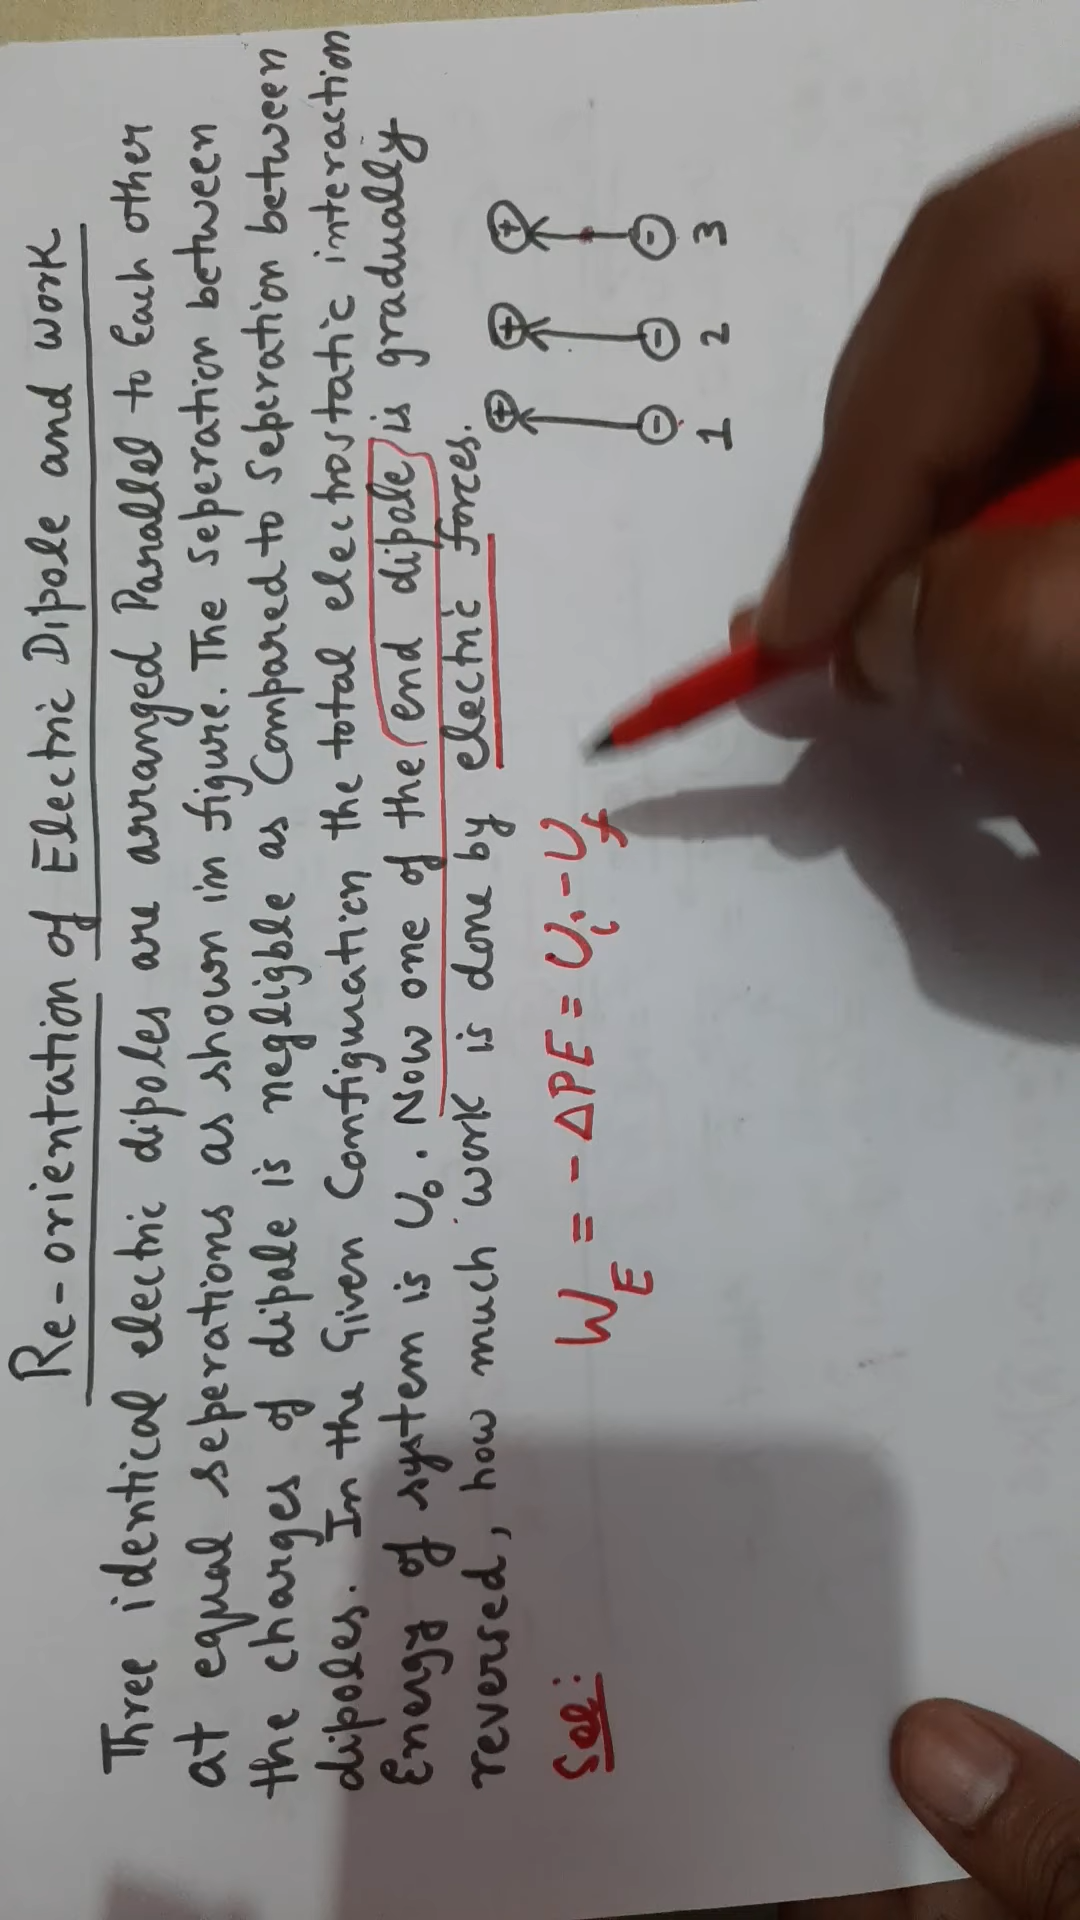 Re-orientation of Electric Dipole and work
Three identical electric dipoles are arranged Parallel to Each other
at equal seperations as shown in figure. The seperation between
the charges of dipole is negligble as Compared to seperation between
dipoles. In the Given Configuration the total electrostatic interaction
Energy of system is U₀. Now one of the end dipole is gradually
reversed, how much work is done by electric forces.
+ + +
- - -
1 2 3
Sol: W_E = - ΔPE = U_i - U_f